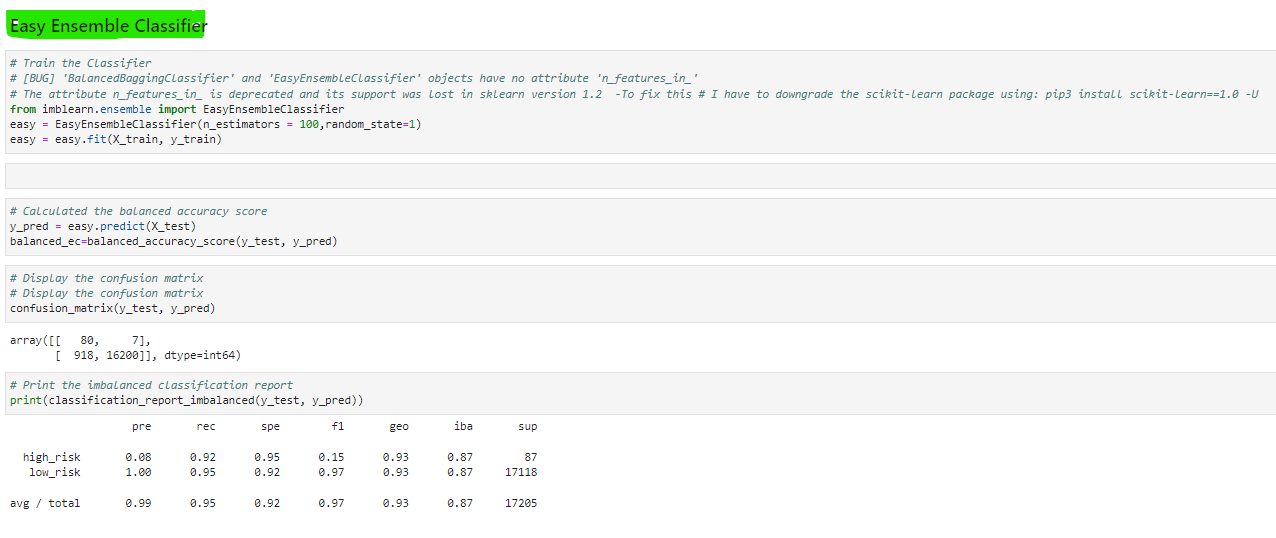 Easy Ensemble Classifier
# Train the Classifier
# [BUG] 'BalancedBaggingClassifier' and 'EasyEnsembleClassifier' objects have no attribute 'n_features_in_'
# The attribute n_features_in_ is deprecated and its support was lost in sklearn version 1.2  -To fix this # I have to downgrade the scikit-learn package using: pip3 install scikit-learn==1.0 -U
from imblearn.ensemble import EasyEnsembleClassifier
easy = EasyEnsembleClassifier(n_estimators = 100,random_state=1)
easy = easy.fit(X_train, y_train)
# Calculated the balanced accuracy score
y_pred = easy.predict(X_test)
balanced_ec=balanced_accuracy_score(y_test, y_pred)
# Display the confusion matrix
# Display the confusion matrix
confusion_matrix(y_test, y_pred)
array([[   80,     7],
       [  918, 16200]], dtype=int64)
# Print the imbalanced classification report
print(classification_report_imbalanced(y_test, y_pred))
                   pre       rec       spe        f1       geo       iba       sup
  high_risk       0.08      0.92      0.95      0.15      0.93      0.87        87
   low_risk       1.00      0.95      0.92      0.97      0.93      0.87     17118
avg / total       0.99      0.95      0.92      0.97      0.93      0.87     17205